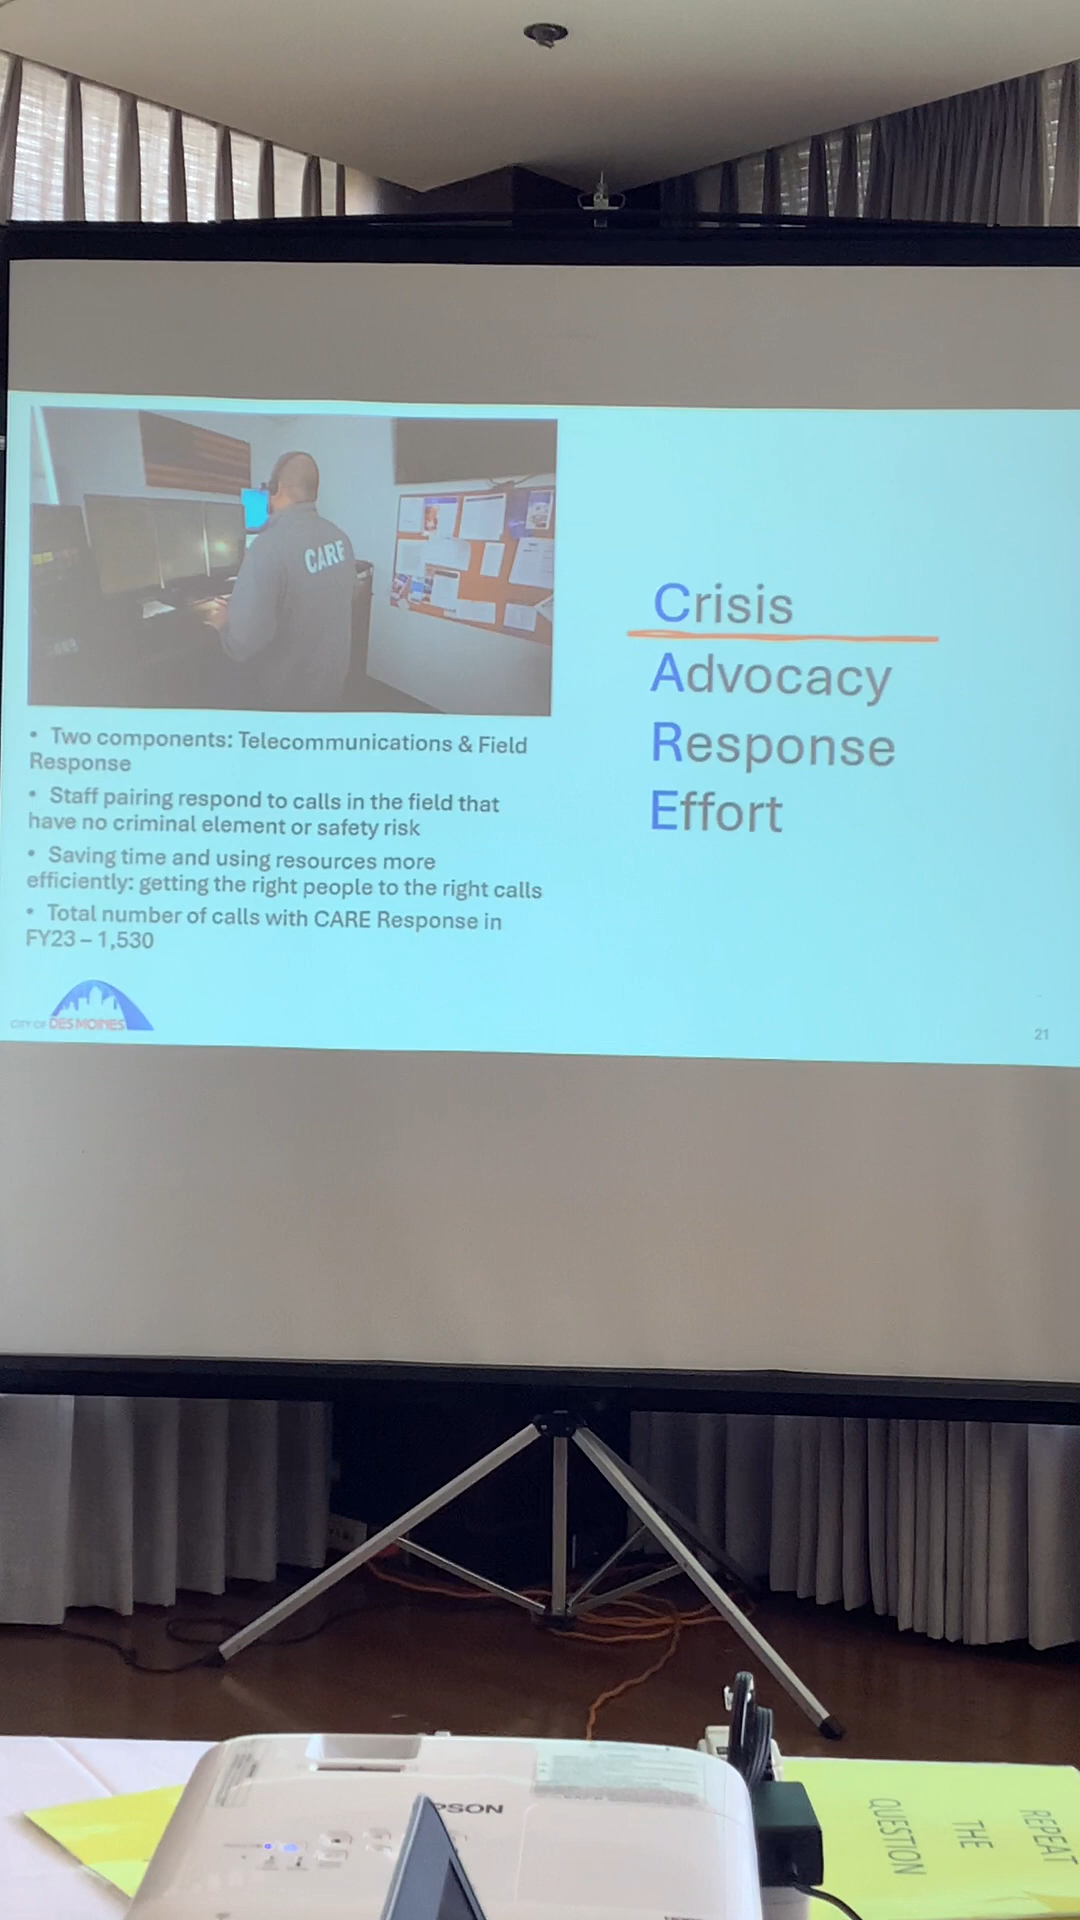 CARE
• Two components: Telecommunications & Field
Response
• Staff pairing respond to calls in the field that
have no criminal element or safety risk
• Saving time and using resources more
efficiently: getting the right people to the right calls
• Total number of calls with CARE Response in
FY23 – 1,530
Crisis
Advocacy
Response
Effort
CITY OF DES MOINES
21
PSON
REPEAT
THE
QUESTION